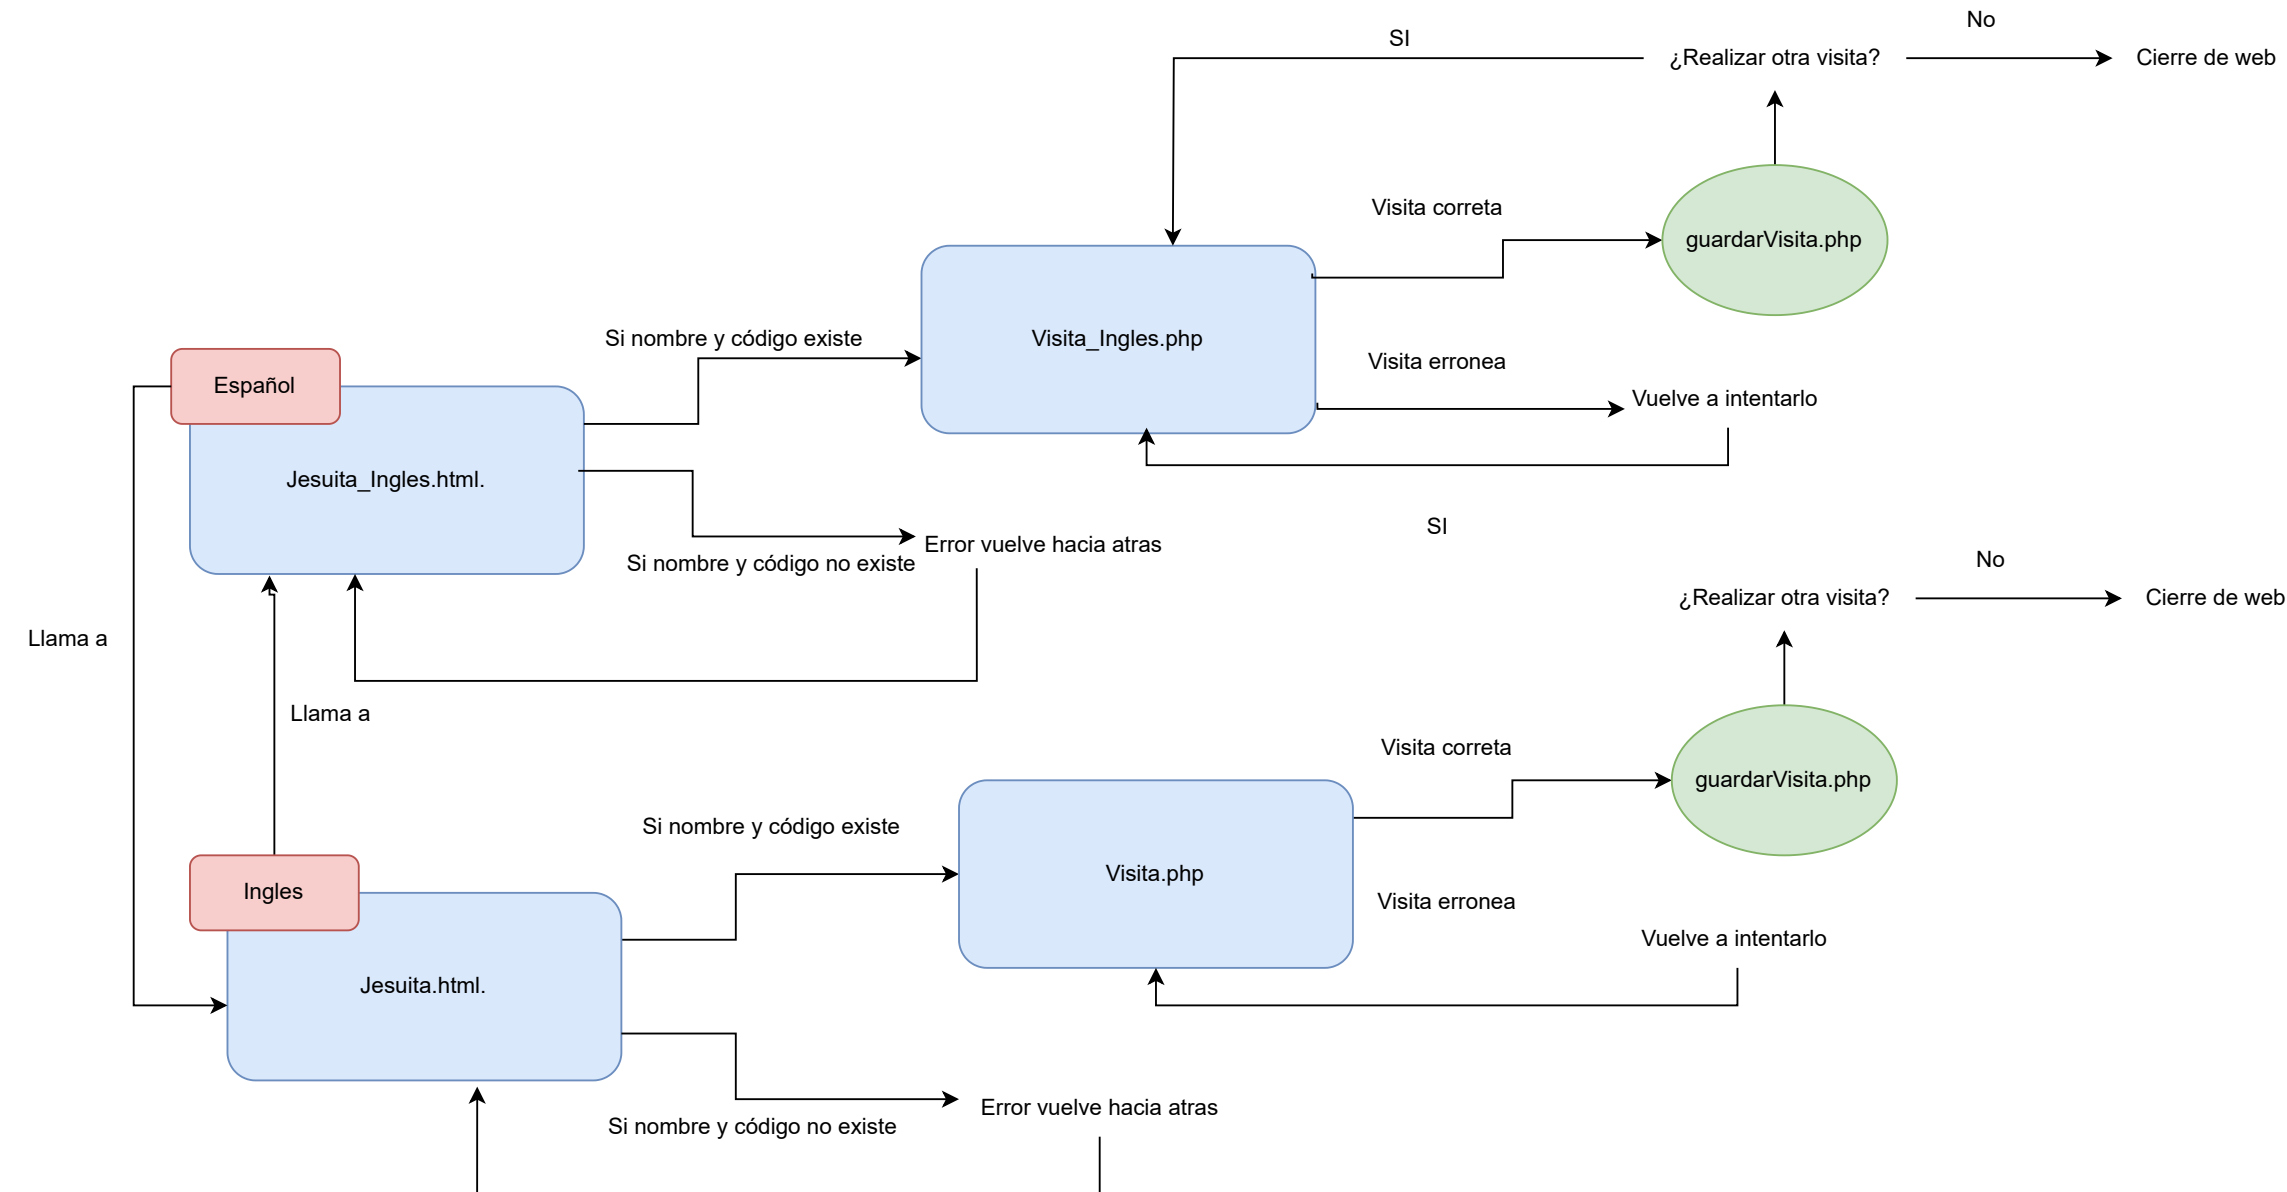 No
SI
¿Realizar otra visita?
Cierre de web
Visita correta
guardarVisita.php
Si nombre y código existe
Visita_Ingles.php
Visita erronea
Español
Vuelve a intentarlo
Jesuita_Ingles.html.
SI
Error vuelve hacia atras
Si nombre y código no existe
No
¿Realizar otra visita?
Cierre de web
Llama a
Llama a
Visita correta
guardarVisita.php
Si nombre y código existe
Visita.php
Ingles
Visita erronea
Vuelve a intentarlo
Jesuita.html.
Error vuelve hacia atras
Si nombre y código no existe